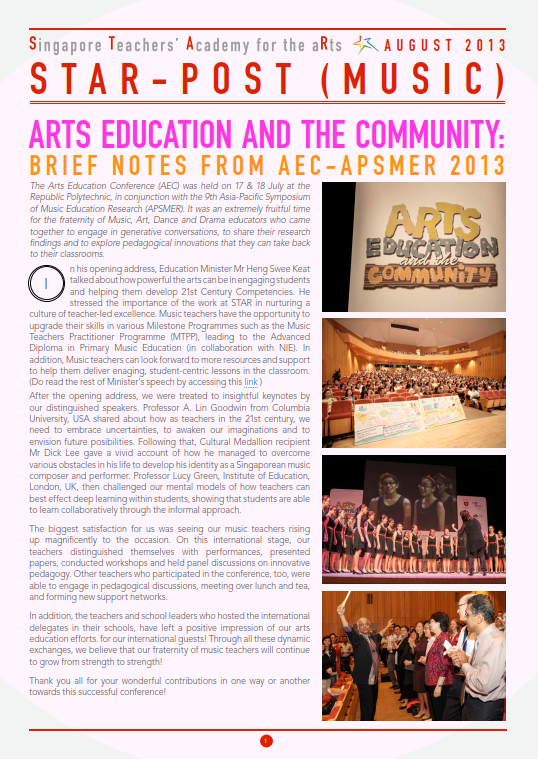 Singapore Teachers' Academy for the aRts AUGUST 2013
STAR-POST (MUSIC)
ARTS EDUCATION AND THE COMMUNITY:
BRIEF NOTES FROM AEC-APSMER 2013
The Arts Education Conference (AEC) was held on 17 & 18 July at the
Republic Polytechnic, in conjunction with the 9th Asia-Pacific Symposium
of Music Education Research (APSMER). It was an extremely fruitful time
for the fraternity of Music, Art, Dance and Drama educators who came
together to engage in generative conversations, to share their research
findings and to explore pedagogical innovations that they can take back
to their classrooms.
In his opening address, Education Minister Mr Heng Swee Keat
talked about how powerful the arts can be in engaging students
and helping them develop 21st Century Competencies. He
stressed the importance of the work at STAR in nurturing a
culture of teacher-led excellence. Music teachers have the opportunity to
upgrade their skills in various Milestone Programmes such as the Music
Teachers Practitioner Programme (MTPP), leading to the Advanced
Diploma in Primary Music Education (in collaboration with NIE). In
addition, Music teachers can look forward to more resources and support
to help them deliver enaging, student-centric lessons in the classroom.
(Do read the rest of Minister's speech by accessing this link )
After the opening address, we were treated to insightful keynotes by
our distinguished speakers. Professor A. Lin Goodwin from Columbia
University, USA shared about how as teachers in the 21st century, we
need to embrace uncertainties, to awaken our imaginations and to
envision future posibilities. Following that, Cultural Medallion recipient
Mr Dick Lee gave a vivid account of how he managed to overcome
various obstacles in his life to develop his identity as a Singaporean music
composer and performer. Professor Lucy Green, Institute of Education,
London, UK, then challenged our mental models of how teachers can
best effect deep learning within students, showing that students are able
to learn collaboratively through the informal approach.
The biggest satisfaction for us was seeing our music teachers rising
up magnificently to the occasion. On this international stage, our
teachers distinguished themselves with performances, presented
papers, conducted workshops and held panel discussions on innovative
pedagogy. Other teachers who participated in the conference, too, were
able to engage in pedagogical discussions, meeting over lunch and tea,
and forming new support networks.
In addition, the teachers and school leaders who hosted the international
delegates in their schools, have left a positive impression of our arts
education efforts. for our international guests! Through all these dynamic
exchanges, we believe that our fraternity of music teachers will continue
to grow from strength to strength!
Thank you all for your wonderful contributions in one way or another
towards this successful conference!
ARTS
EDUCATION
and the
COMMUNITY
1